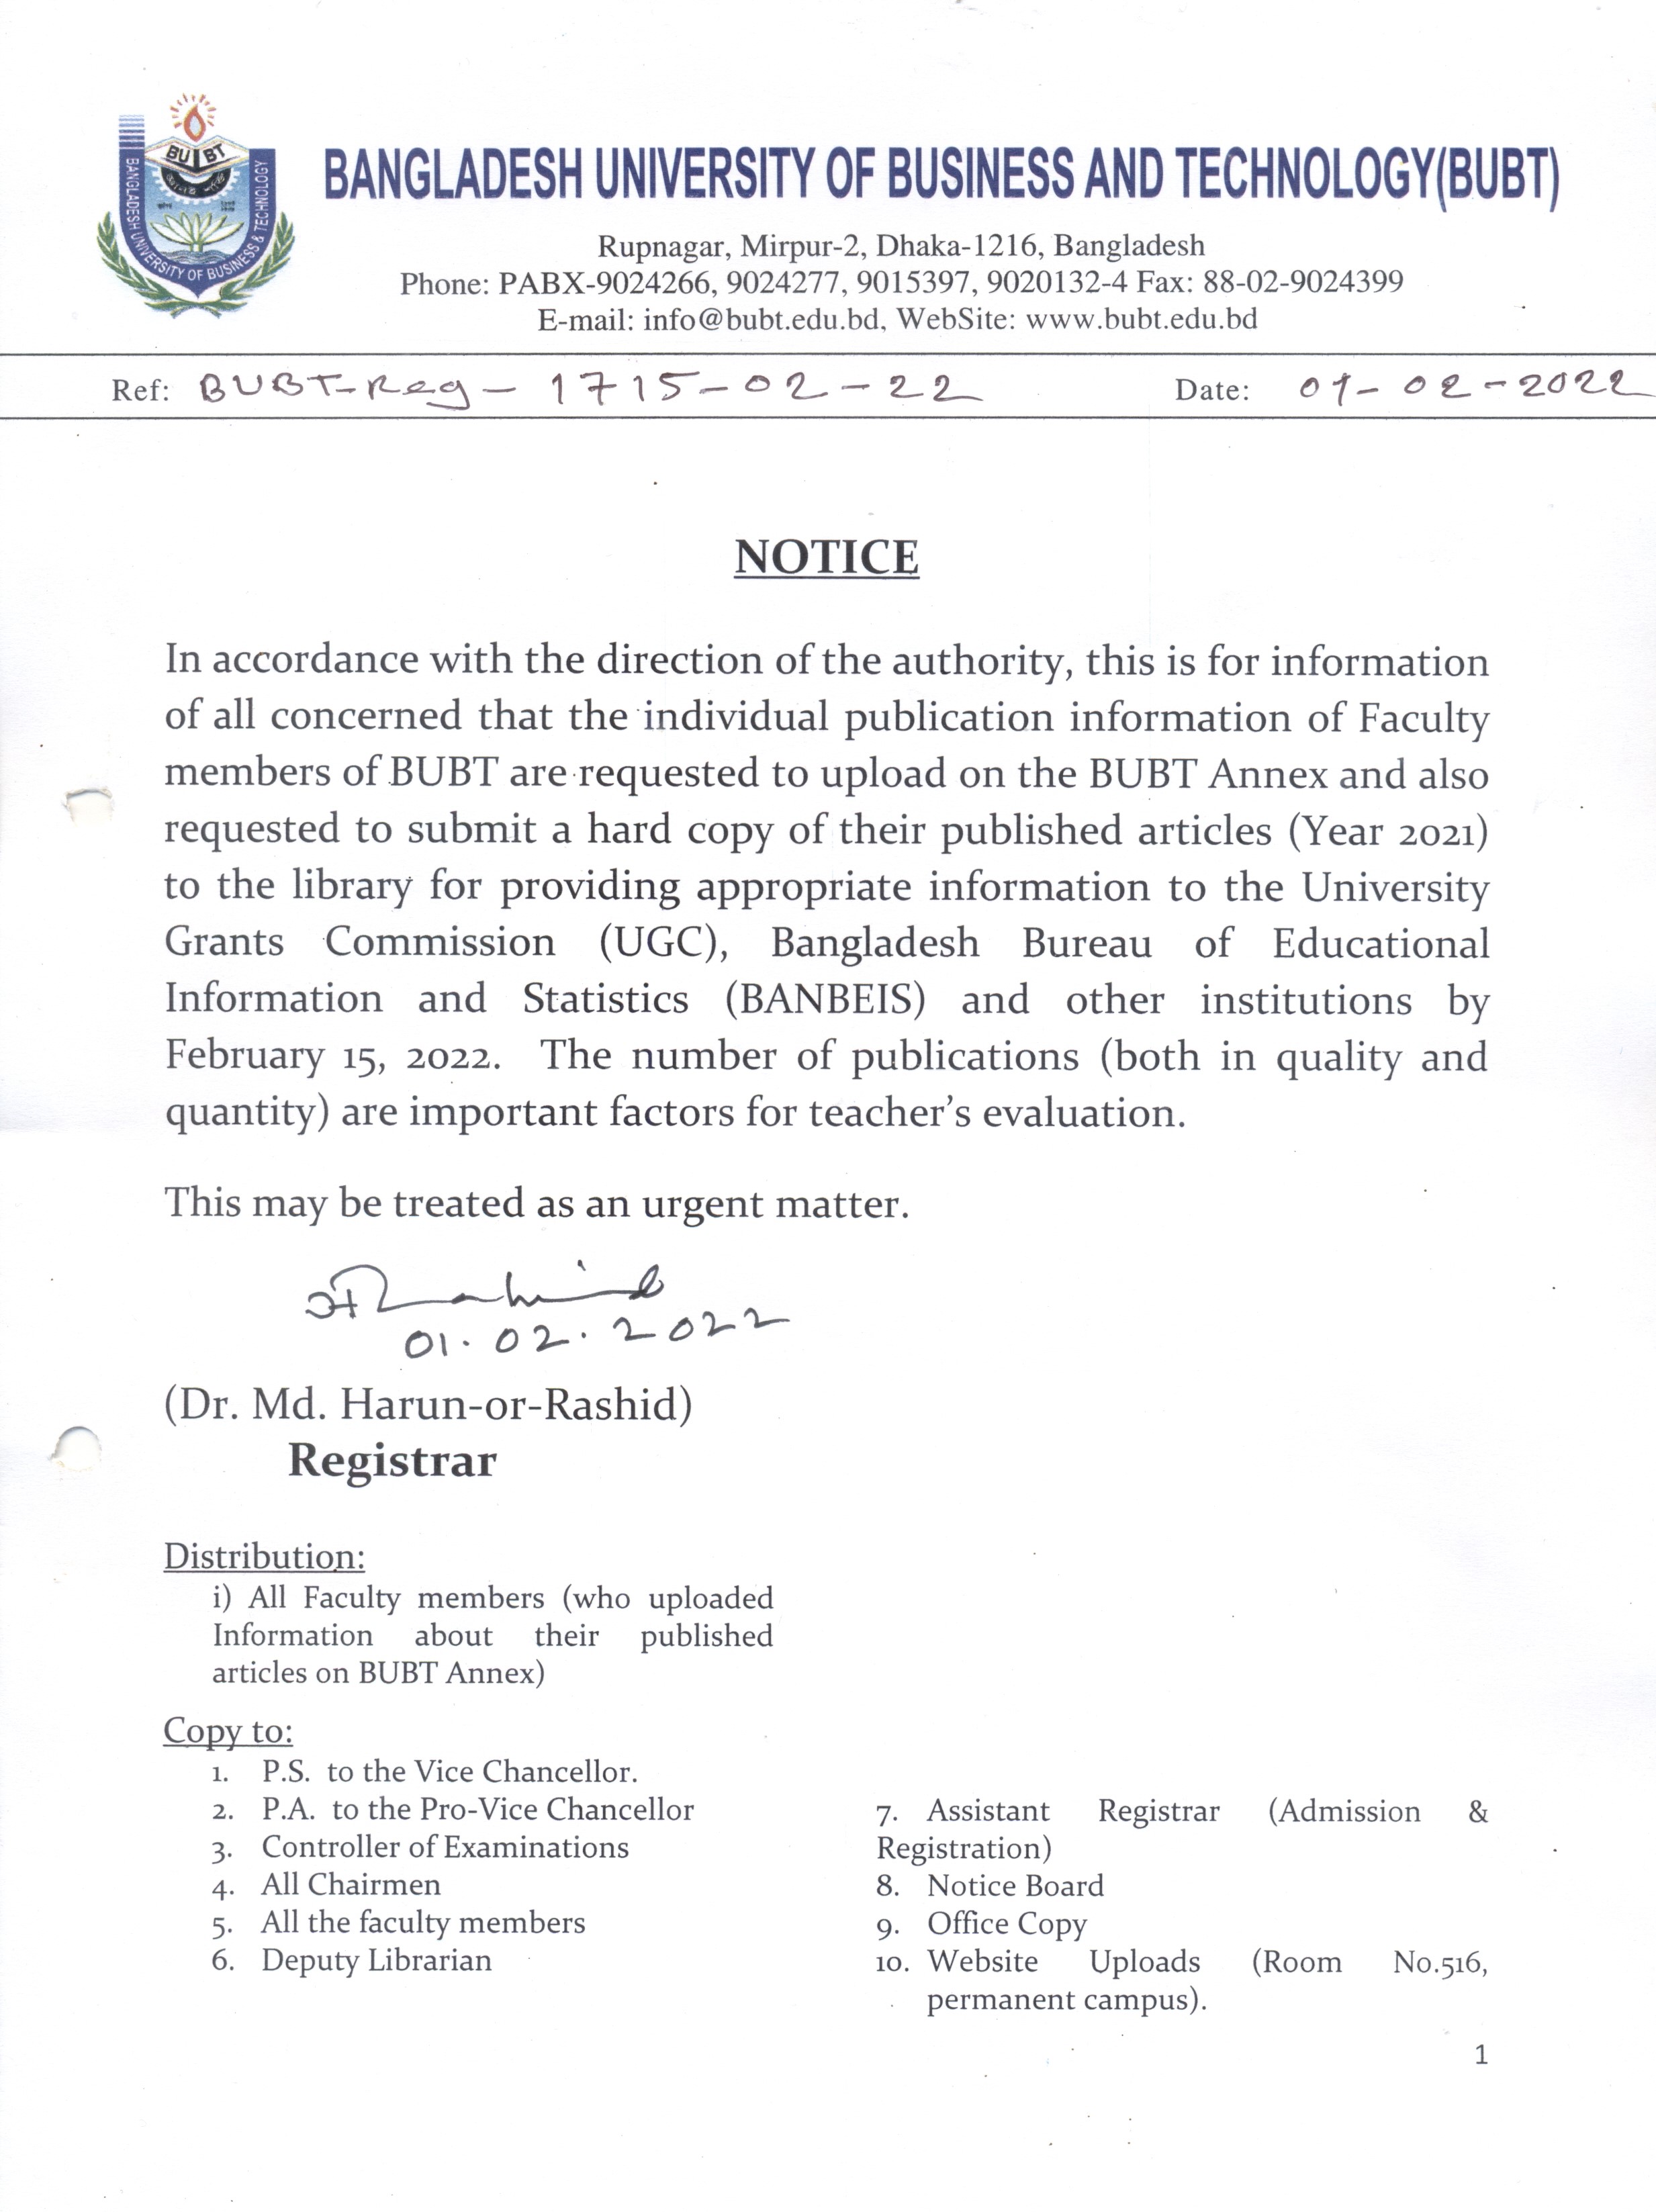 BU BT
BANGLADESH UNIVERSITY OF BUSINESS & TECHNOLOGY
BANGLADESH UNIVERSITY OF BUSINESS AND TECHNOLOGY(BUBT)
Rupnagar, Mirpur-2, Dhaka-1216, Bangladesh
Phone: PABX-9024266, 9024277, 9015397, 9020132-4 Fax: 88-02-9024399
E-mail: info@bubt.edu.bd, WebSite: www.bubt.edu.bd
Ref: BUBT-Reg-1715-02-22 Date: 01-02-2022
NOTICE
In accordance with the direction of the authority, this is for information
of all concerned that the individual publication information of Faculty
members of BUBT are requested to upload on the BUBT Annex and also
requested to submit a hard copy of their published articles (Year 2021)
to the library for providing appropriate information to the University
Grants Commission (UGC), Bangladesh Bureau of Educational
Information and Statistics (BANBEIS) and other institutions by
February 15, 2022. The number of publications (both in quality and
quantity) are important factors for teacher's evaluation.
This may be treated as an urgent matter.
01.02.2022
(Dr. Md. Harun-or-Rashid)
Registrar
Distribution:
i) All Faculty members (who uploaded
Information about their published
articles on BUBT Annex)
Copy to:
1. P.S. to the Vice Chancellor.
2. P.A. to the Pro-Vice Chancellor
3. Controller of Examinations
4. All Chairmen
5. All the faculty members
6. Deputy Librarian
7. Assistant Registrar (Admission &
Registration)
8. Notice Board
9. Office Copy
10. Website Uploads (Room No.516,
permanent campus).
1